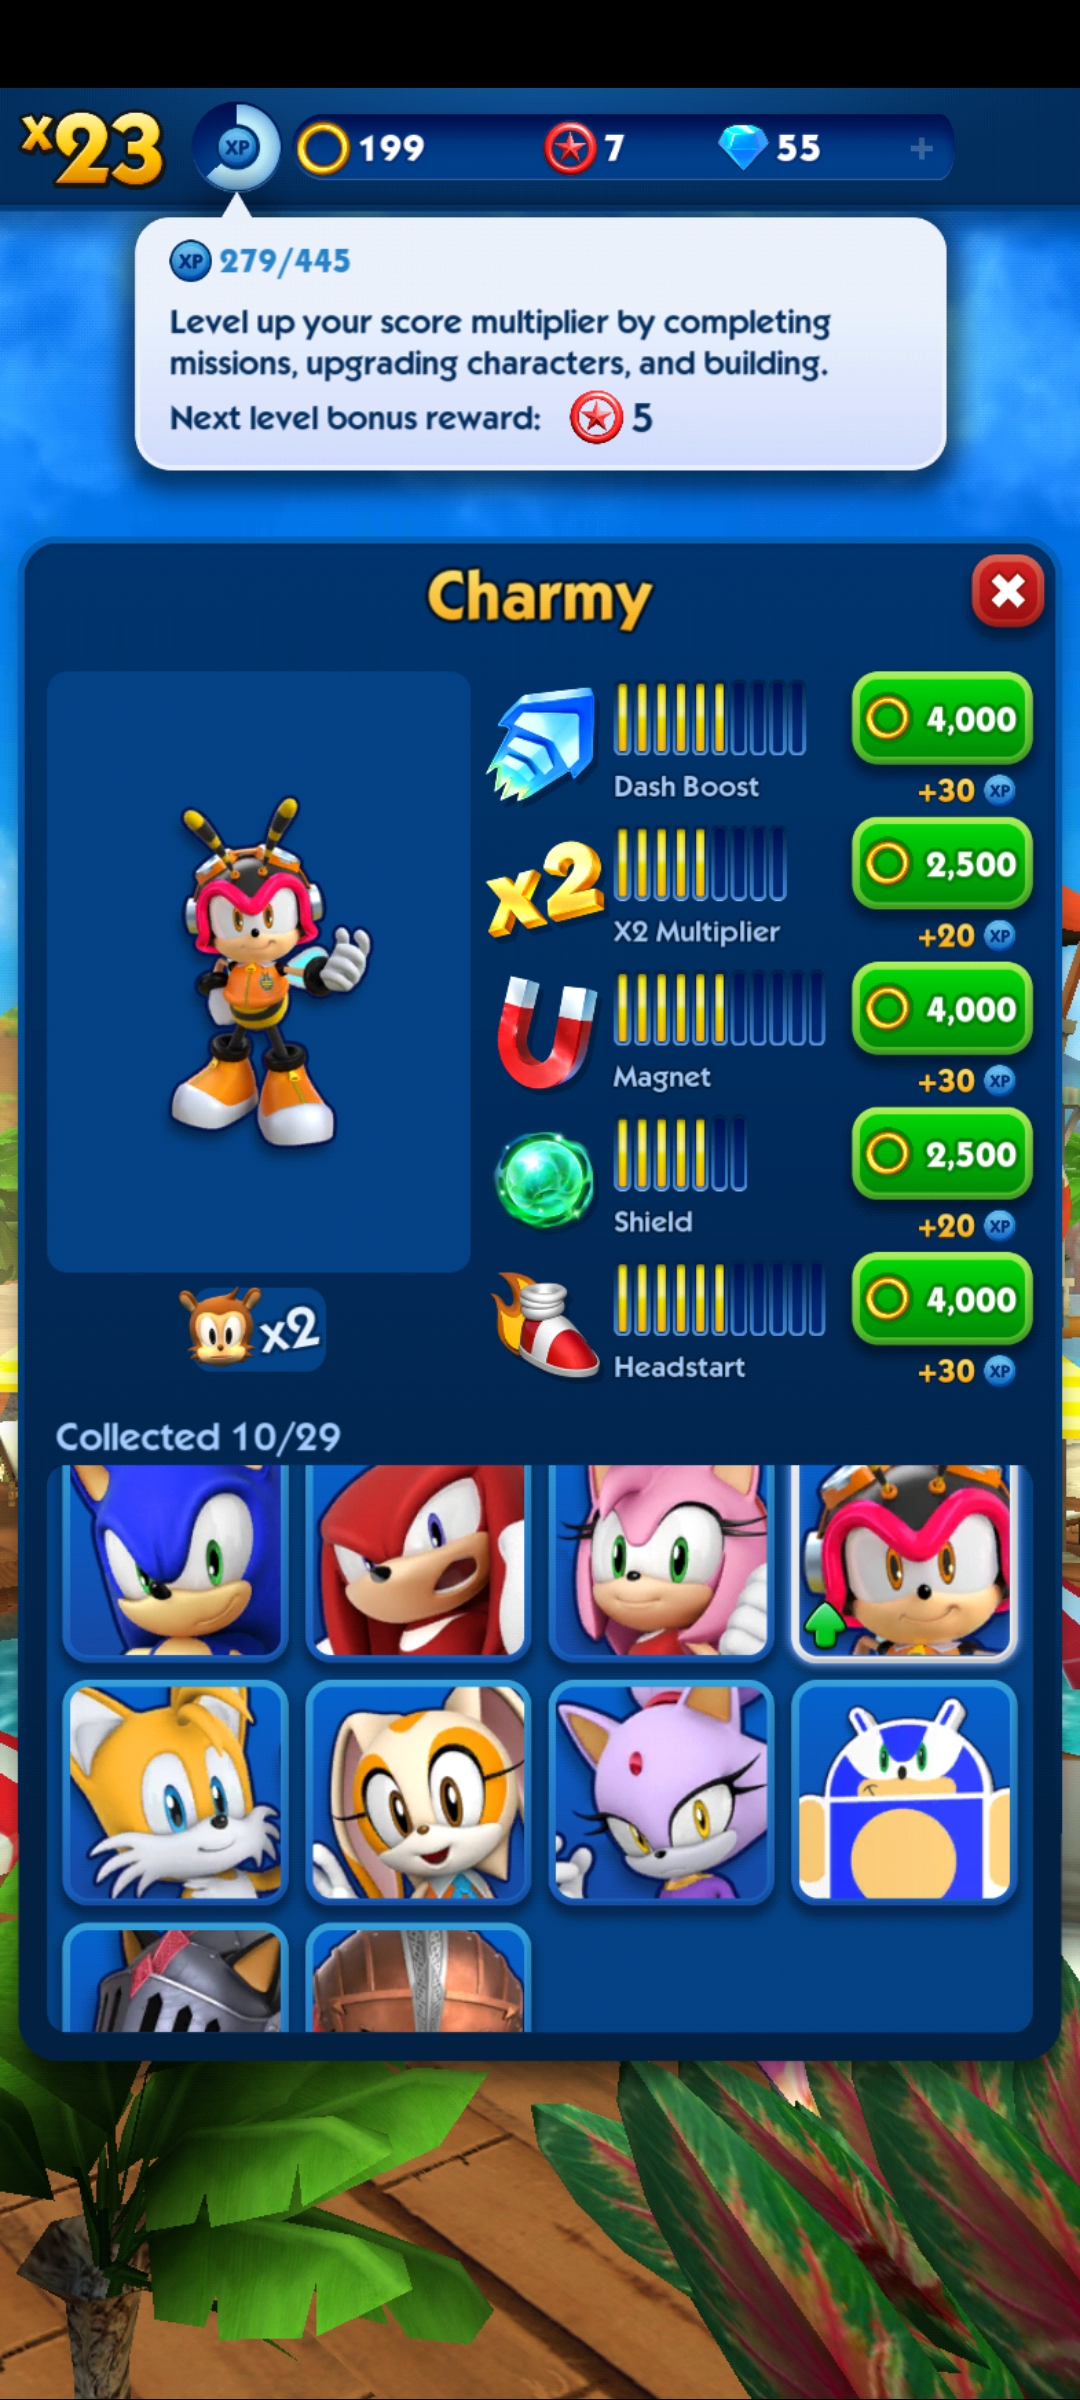 x23 XP 199 7 55 +
XP 279/445
Level up your score multiplier by completing
missions, upgrading characters, and building.
Next level bonus reward: 5
Charmy
4,000
Dash Boost
+30 XP
x2
2,500
X2 Multiplier
+20 XP
4,000
Magnet
+30 XP
2,500
Shield
+20 XP
4,000
Headstart
+30 XP
x2
Collected 10/29